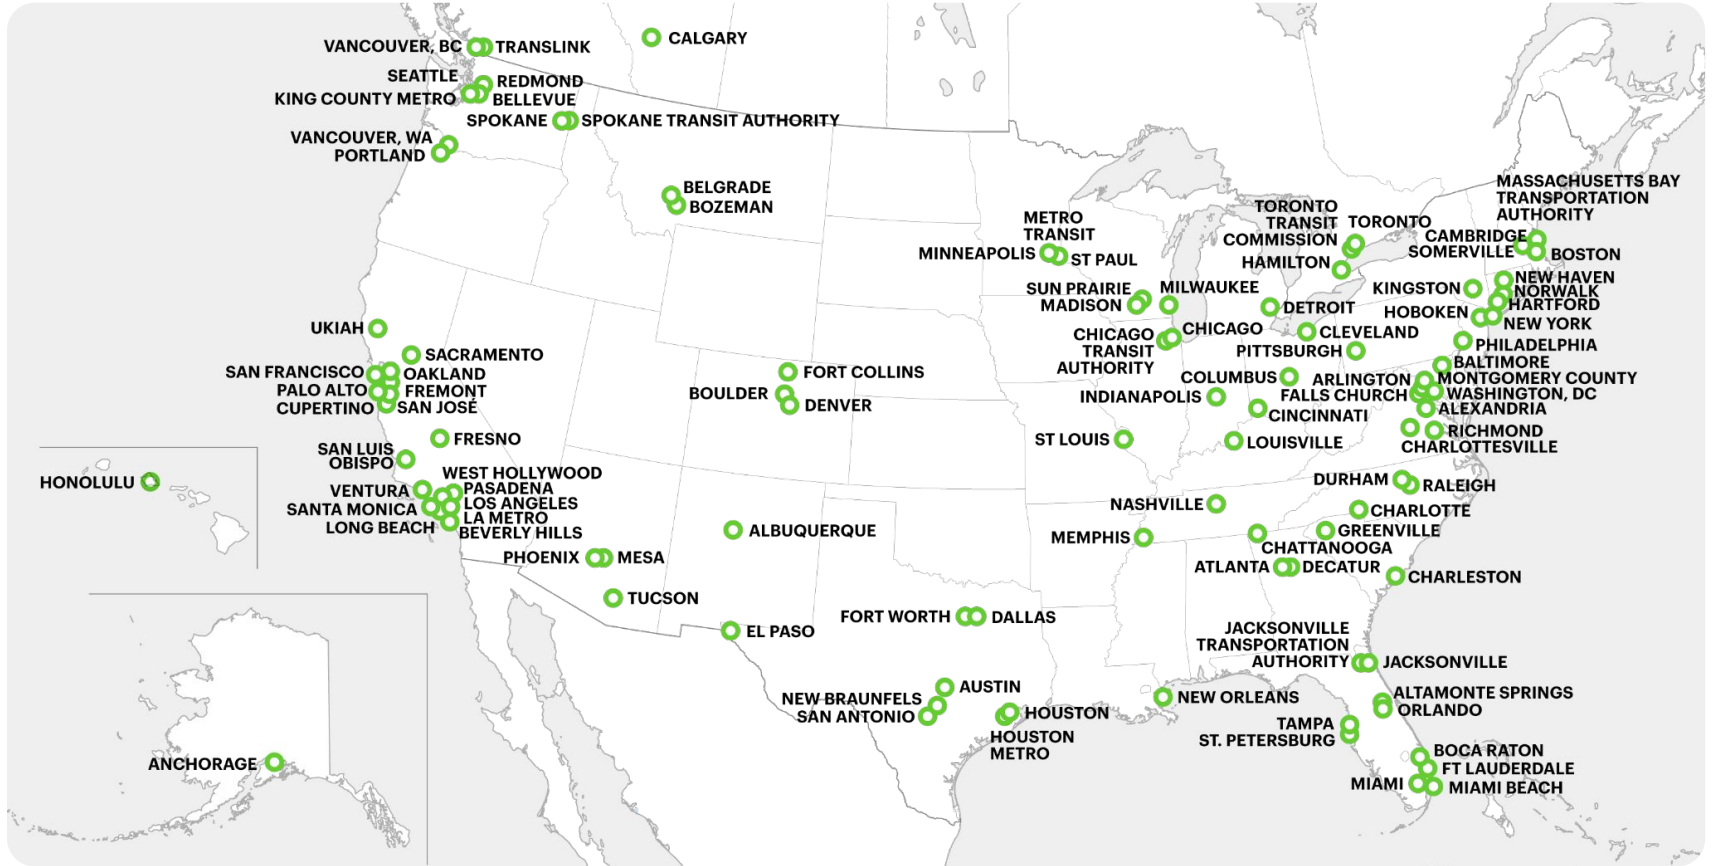 VANCOUVER, BC
TRANSLINK
CALGARY
SEATTLE
REDMOND
KING COUNTY METRO
BELLEVUE
SPOKANE
SPOKANE TRANSIT AUTHORITY
VANCOUVER, WA
PORTLAND
BELGRADE
BOZEMAN
METRO
TRANSIT
MINNEAPOLIS
ST PAUL
SUN PRAIRIE
MADISON
MILWAUKEE
CHICAGO
TRANSIT
AUTHORITY
CHICAGO
TORONTO
TRANSIT
COMMISSION
TORONTO
HAMILTON
DETROIT
CLEVELAND
PITTSBURGH
COLUMBUS
INDIANAPOLIS
CINCINNATI
ST LOUIS
LOUISVILLE
MASSACHUSETTS BAY
TRANSPORTATION
AUTHORITY
CAMBRIDGE
SOMERVILLE
BOSTON
NEW HAVEN
NORWALK
HARTFORD
KINGSTON
HOBOKEN
NEW YORK
PHILADELPHIA
BALTIMORE
ARLINGTON
MONTGOMERY COUNTY
FALLS CHURCH
WASHINGTON, DC
ALEXANDRIA
RICHMOND
CHARLOTTESVILLE
UKIAH
SACRAMENTO
SAN FRANCISCO
OAKLAND
PALO ALTO
FREMONT
CUPERTINO
SAN JOSÉ
FRESNO
SAN LUIS
OBISPO
WEST HOLLYWOOD
VENTURA
PASADENA
SANTA MONICA
LOS ANGELES
LA METRO
LONG BEACH
BEVERLY HILLS
FORT COLLINS
BOULDER
DENVER
HONOLULU
PHOENIX
MESA
TUCSON
ALBUQUERQUE
EL PASO
FORT WORTH
DALLAS
AUSTIN
NEW BRAUNFELS
SAN ANTONIO
HOUSTON
HOUSTON
METRO
DURHAM
RALEIGH
NASHVILLE
CHARLOTTE
MEMPHIS
GREENVILLE
CHATTANOOGA
ATLANTA
DECATUR
CHARLESTON
JACKSONVILLE
TRANSPORTATION
AUTHORITY
JACKSONVILLE
NEW ORLEANS
ALTAMONTE SPRINGS
ORLANDO
TAMPA
ST. PETERSBURG
BOCA RATON
FT LAUDERDALE
MIAMI
MIAMI BEACH
ANCHORAGE